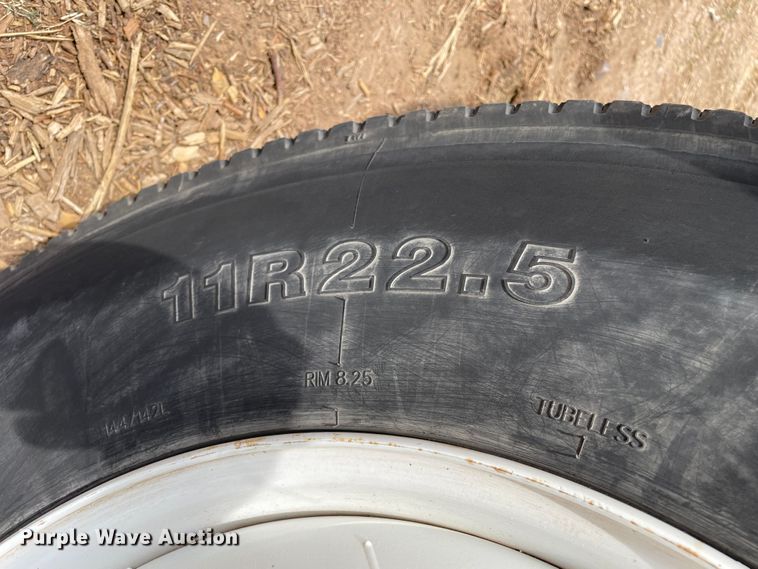 11R22.5
RIM 8.25
144/142L
TUBELESS
Purple Wave Auction